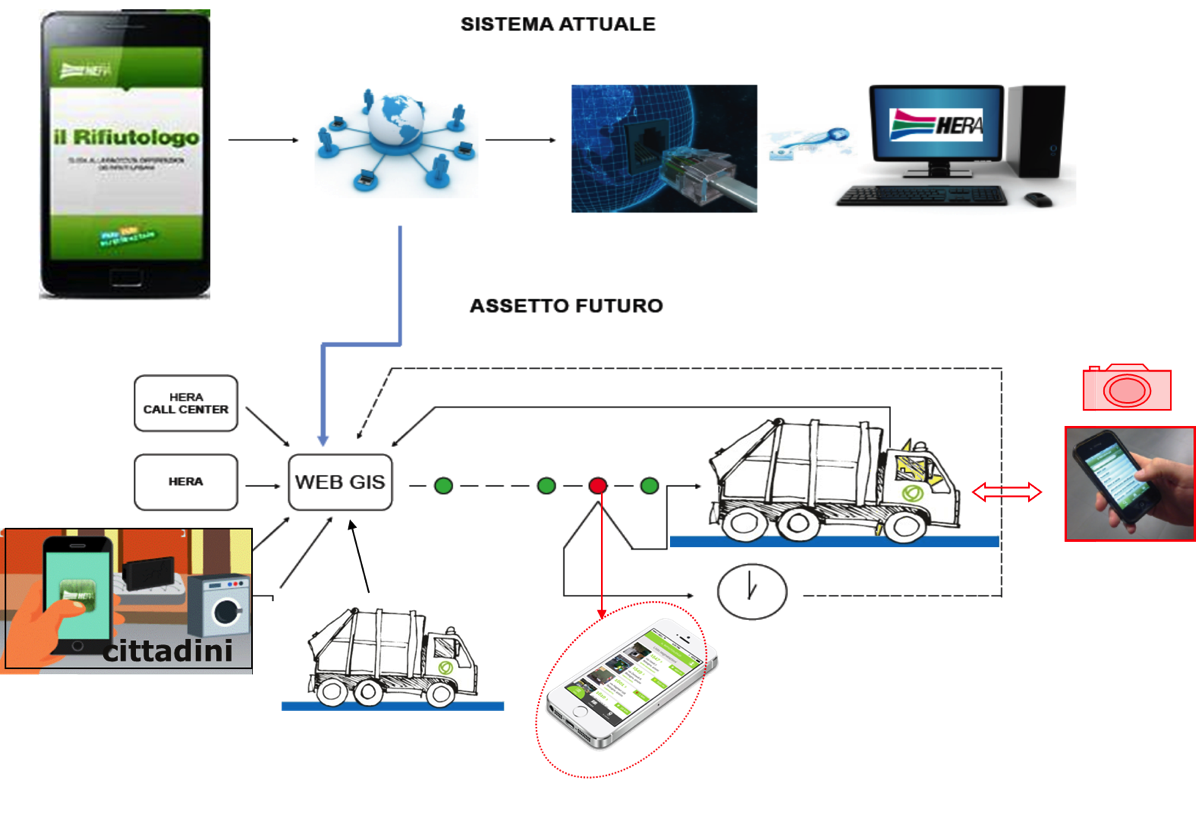 SISTEMA ATTUALE
HERA
il Rifiutologo
HERA
ASSETTO FUTURO
HERA
CALL CENTER
HERA
WEB GIS
cittadini